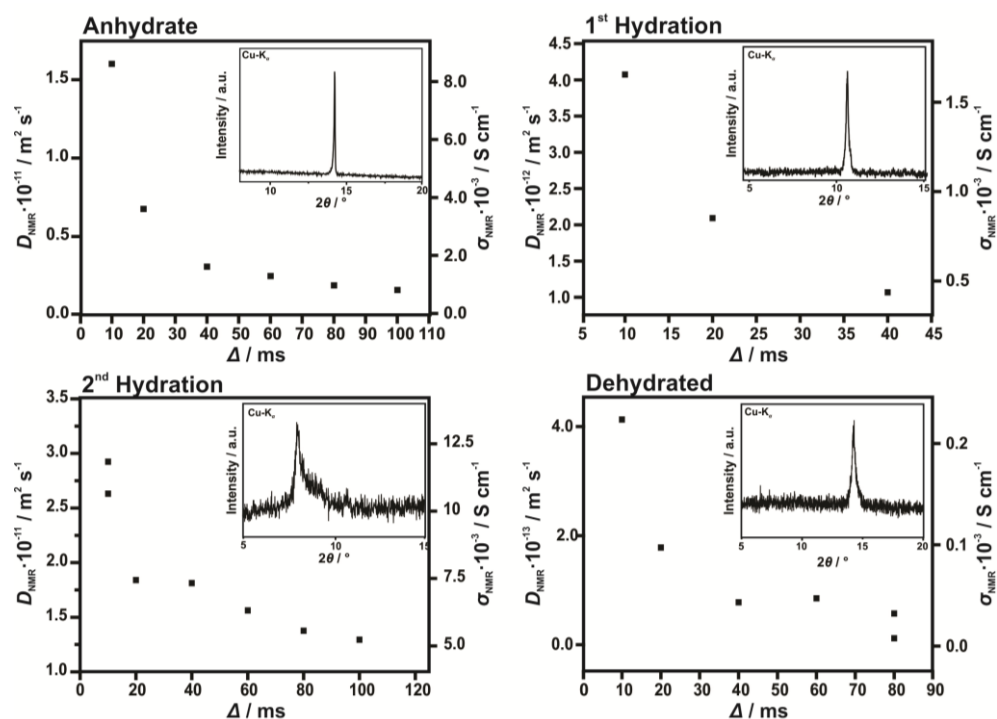 Anhydrate
D_NMR·10⁻¹¹ / m² s⁻¹
1.5
1.0
0.5
0.0
8.0
6.0
4.0
2.0
0.0
σ_NMR·10⁻³ / S cm⁻¹
0 10 20 30 40 50 60 70 80 90 100 110
Δ / ms
Cu-Kα
Intensity / a.u.
10 15 20
2θ / °
1ˢᵗ Hydration
D_NMR·10⁻¹² / m² s⁻¹
4.5
4.0
3.5
3.0
2.5
2.0
1.5
1.0
1.5
1.0
0.5
σ_NMR·10⁻³ / S cm⁻¹
5 10 15 20 25 30 35 40 45
Δ / ms
Cu-Kα
Intensity / a.u.
5 10 15
2θ / °
2ⁿᵈ Hydration
D_NMR·10⁻¹¹ / m² s⁻¹
3.5
3.0
2.5
2.0
1.5
1.0
12.5
10
7.5
5.0
σ_NMR·10⁻³ / S cm⁻¹
0 20 40 60 80 100 120
Δ / ms
Cu-Kα
Intensity / a.u.
5 10 15
2θ / °
Dehydrated
D_NMR·10⁻¹³ / m² s⁻¹
4.0
2.0
0.0
0.2
0.1
0.0
σ_NMR·10⁻³ / S cm⁻¹
0 10 20 30 40 50 60 70 80 90
Δ / ms
Cu-Kα
Intensity / a.u.
5 10 15 20
2θ / °